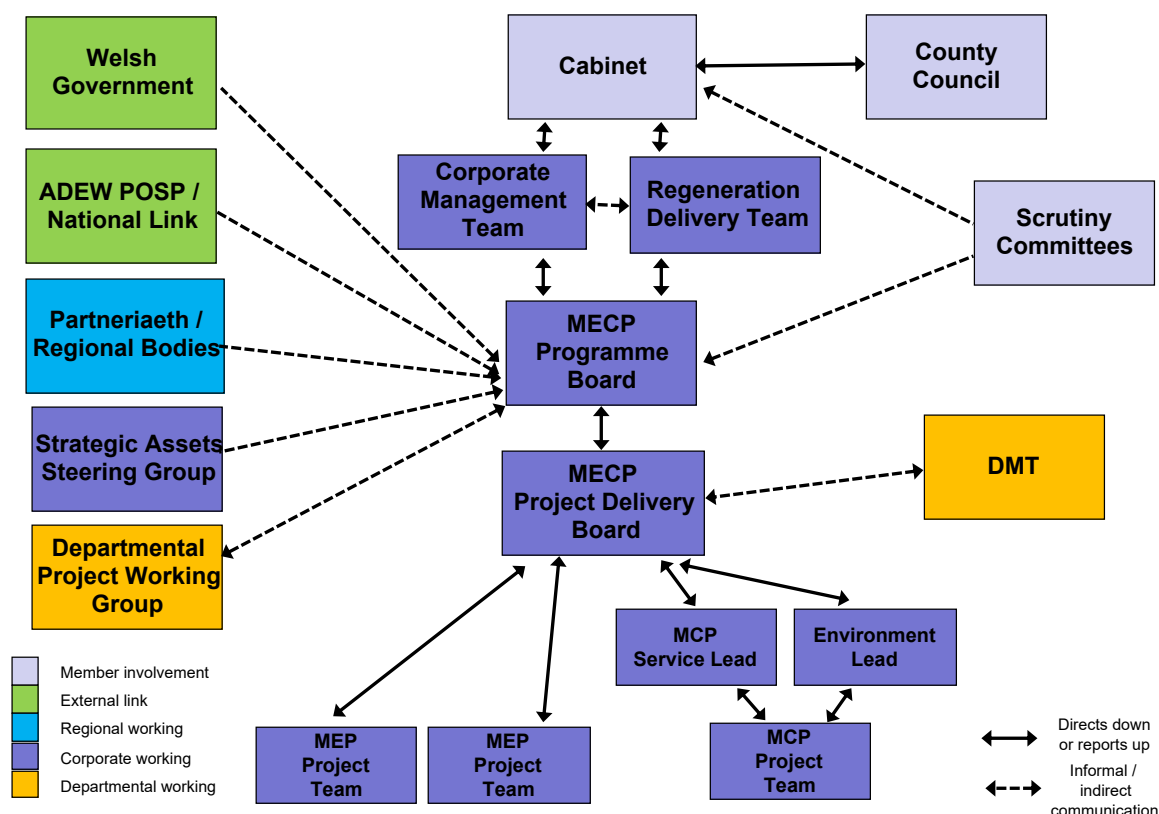 Welsh
Government
Cabinet
County
Council
ADEW POSP /
National Link
Corporate
Management
Team
Regeneration
Delivery Team
Scrutiny
Committees
Partneriaeth /
Regional Bodies
MECP
Programme
Board
Strategic Assets
Steering Group
MECP
Project Delivery
Board
DMT
Departmental
Project Working
Group
MCP
Service Lead
Environment
Lead
MEP
Project
Team
MEP
Project
Team
MCP
Project
Team
Member involvement
External link
Regional working
Corporate working
Departmental working
Directs down
or reports up
Informal /
indirect
communication